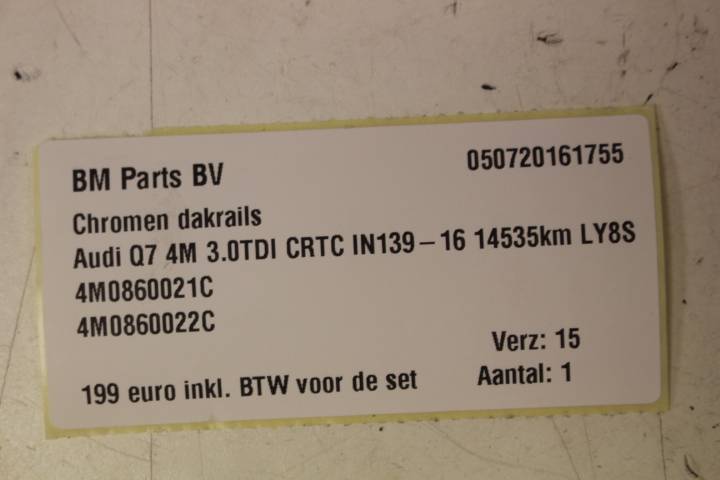 BM Parts BV
050720161755
Chromen dakrails
Audi Q7 4M 3.0TDI CRTC IN139-16 14535km LY8S
4M0860021C
4M0860022C
Verz: 15
199 euro inkl. BTW voor de set
Aantal: 1